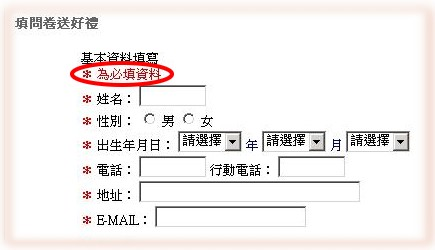 填問卷送好禮
基本資料填寫
* 為必填資料
* 姓名：
* 性別： 男 女
* 出生年月日： 請選擇 年 請選擇 月 請選擇
* 電話： 行動電話：
* 地址：
* E-MAIL：